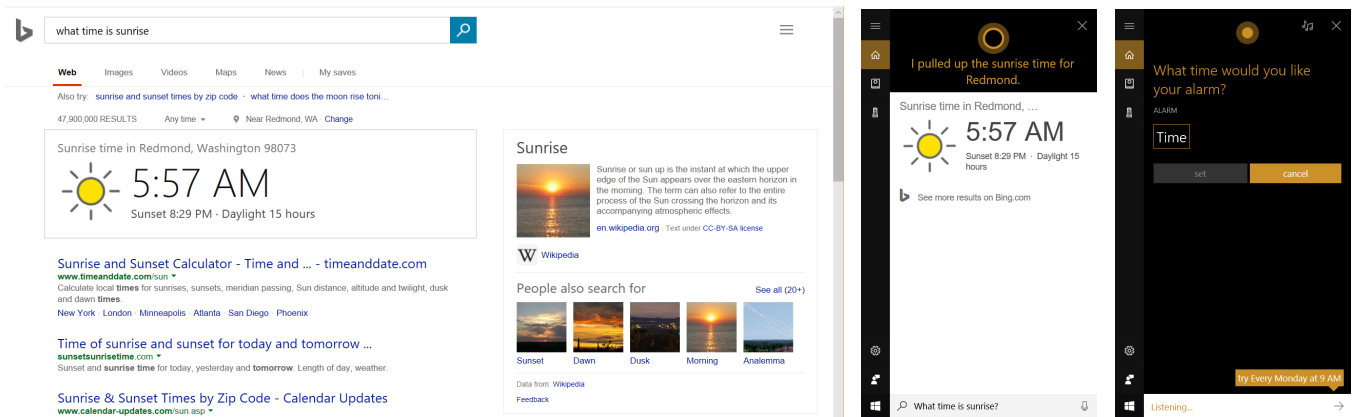 what time is sunrise
Web Images Videos Maps News | My saves
Also try: sunrise and sunset times by zip code · what time does the moon rise toni...
47,900,000 RESULTS Any time Near Redmond, WA · Change
Sunrise time in Redmond, Washington 98073
5:57 AM
Sunset 8:29 PM · Daylight 15 hours
Sunrise and Sunset Calculator - Time and ... - timeanddate.com
www.timeanddate.com/sun
Calculate local times for sunrises, sunsets, meridian passing, Sun distance, altitude and twilight, dusk
and dawn times.
New York · London · Minneapolis · Atlanta · San Diego · Phoenix
Time of sunrise and sunset for today and tomorrow ...
sunsetsunrisetime.com
Sunset and sunrise time for today, yesterday and tomorrow. Length of day, weather.
Sunrise & Sunset Times by Zip Code - Calendar Updates
www.calendar-updates.com/sun.asp
Sunrise
Sunrise or sun up is the instant at which the upper
edge of the Sun appears over the eastern horizon in
the morning. The term can also refer to the entire
process of the Sun crossing the horizon and its
accompanying atmospheric effects.
en.wikipedia.org · Text under CC-BY-SA license
W Wikipedia
People also search for See all (20+)
Sunset Dawn Dusk Morning Analemma
Data from: Wikipedia
Feedback
I pulled up the sunrise time for
Redmond.
Sunrise time in Redmond, ...
5:57 AM
Sunset 8:29 PM · Daylight 15
hours
See more results on Bing.com
What time is sunrise?
What time would you like
your alarm?
ALARM
Time
set cancel
try Every Monday at 9 AM
Listening...